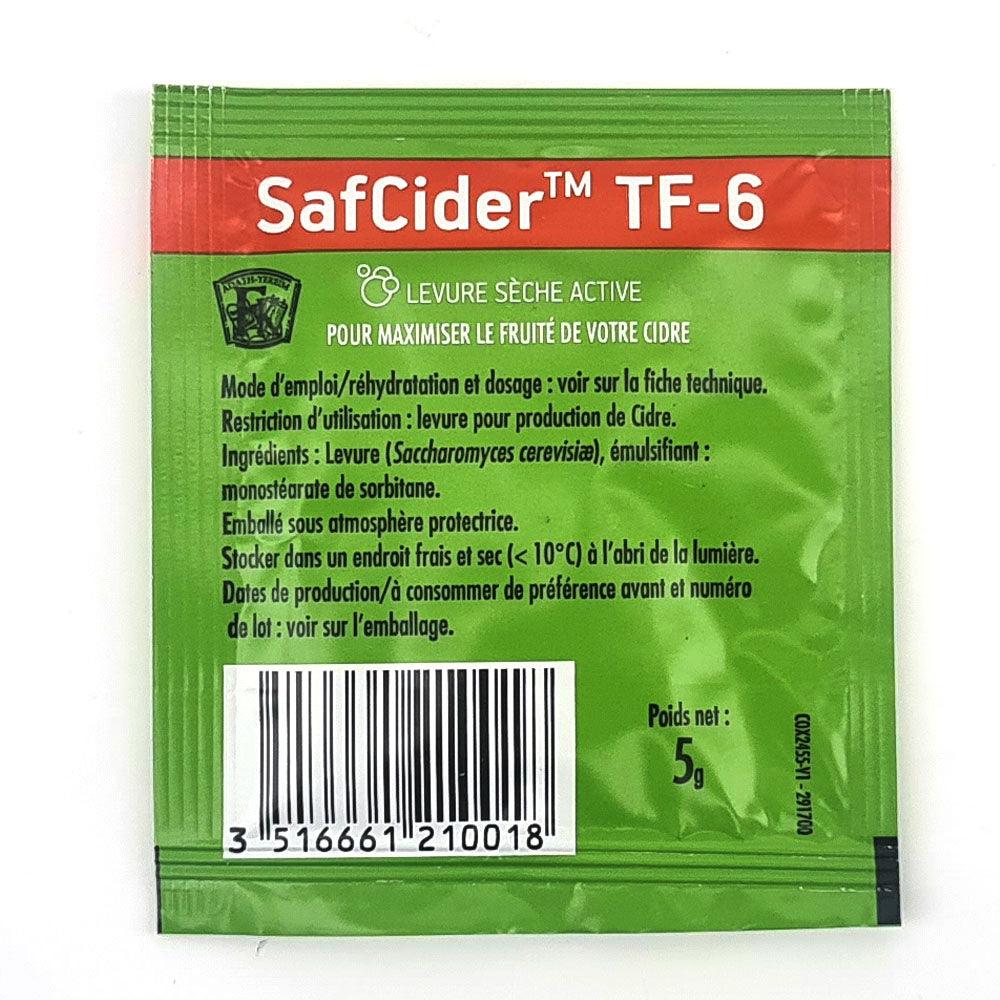 SafCider™ TF-6
LEVURE SÈCHE ACTIVE
POUR MAXIMISER LE FRUITÉ DE VOTRE CIDRE
Mode d'emploi/réhydratation et dosage : voir sur la fiche technique.
Restriction d'utilisation : levure pour production de Cidre.
Ingrédients : Levure (Saccharomyces cerevisiæ), émulsifiant :
monostéarate de sorbitane.
Emballé sous atmosphère protectrice.
Stocker dans un endroit frais et sec (< 10°C) à l'abri de la lumière.
Dates de production/à consommer de préférence avant et numéro
de lot : voir sur l'emballage.
Poids net :
5g
COX2455-V1 - 291700
3 516661 210018